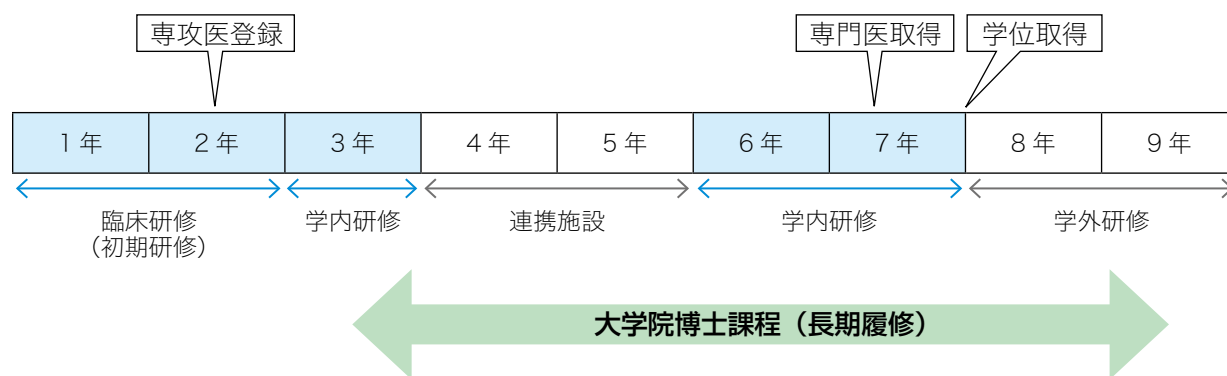 専攻医登録
専門医取得
学位取得
1年
2年
3年
4年
5年
6年
7年
8年
9年
臨床研修
（初期研修）
学内研修
連携施設
学内研修
学外研修
大学院博士課程（長期履修）